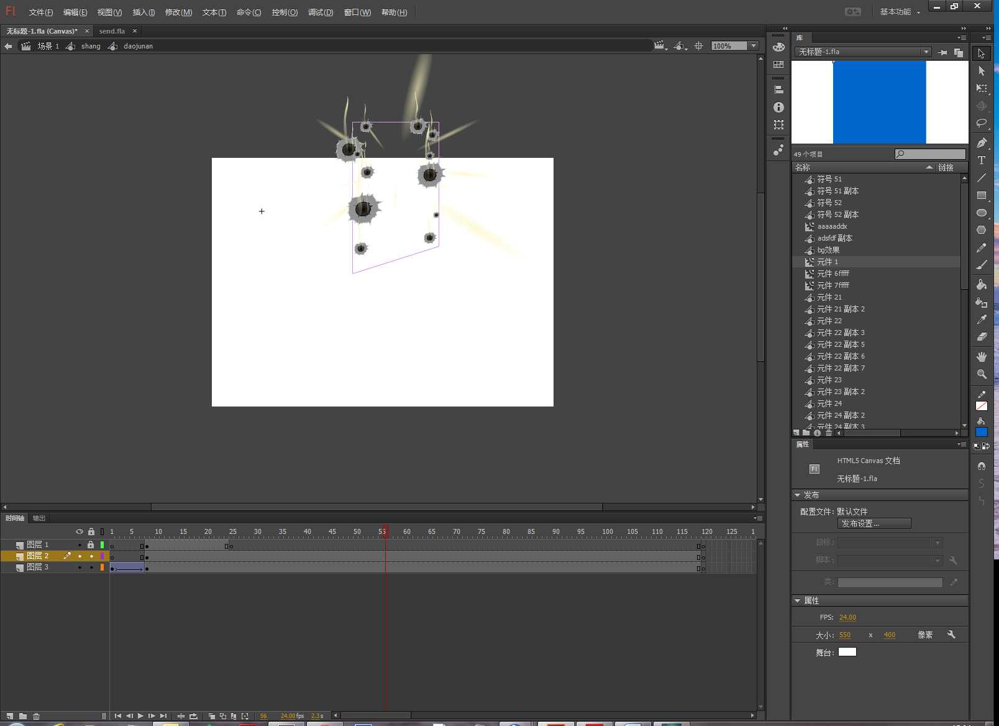 Fl 文件(F) 编辑(E) 视图(V) 插入(I) 修改(M) 文本(T) 命令(C) 控制(O) 调试(D) 窗口(W) 帮助(H) 基本功能
无标题-1.fla (Canvas)* × send.fla ×
场景 1 shang daojunan 100%
库
无标题-1.fla
49 个项目
名称 链接
符号 51
符号 51 副本
符号 52
符号 52 副本
aaaaaddx
adsfdf 副本
bg效果
元件 1
元件 6fffff
元件 7fffff
元件 21
元件 21 副本 2
元件 22
元件 22 副本 3
元件 22 副本 5
元件 22 副本 6
元件 22 副本 7
元件 23
元件 23 副本 2
元件 24
元件 24 副本 2
元件 24 副本 3
属性
Fl
HTML5 Canvas 文档
无标题-1.fla
发布
配置文件: 默认文件
发布设置...
目标:
脚本:
类:
属性
FPS: 24.00
大小: 550 x 400 像素
舞台:
时间轴 输出
1 5 10 15 20 25 30 35 40 45 50 55 60 65 70 75 80 85 90 95 100 105 110 115 120 125 1
图层 1
图层 2
图层 3
56 24.00 fps 2.3 s